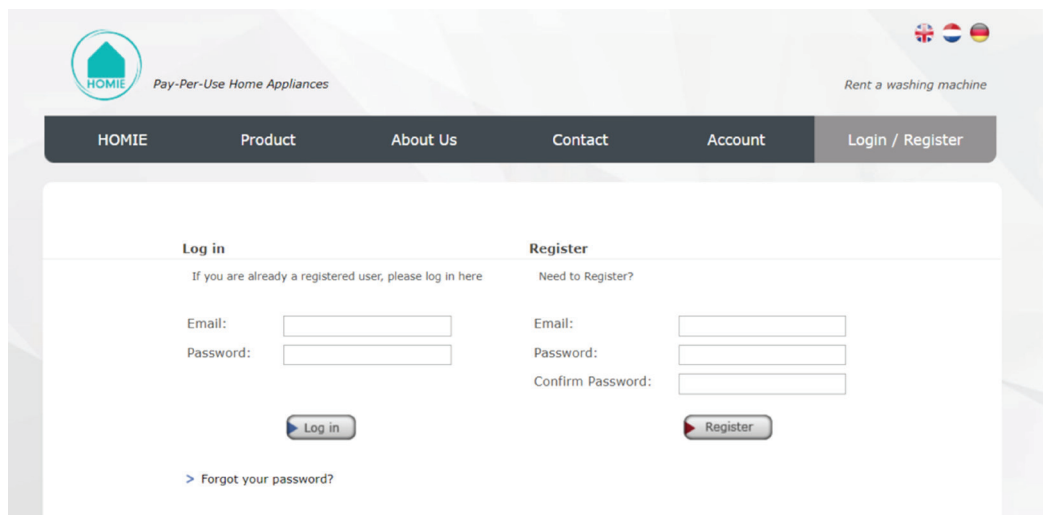 HOMIE
Pay-Per-Use Home Appliances
Rent a washing machine
HOMIE Product About Us Contact Account Login / Register
Log in
If you are already a registered user, please log in here
Email:
Password:
Log in
> Forgot your password?
Register
Need to Register?
Email:
Password:
Confirm Password:
Register